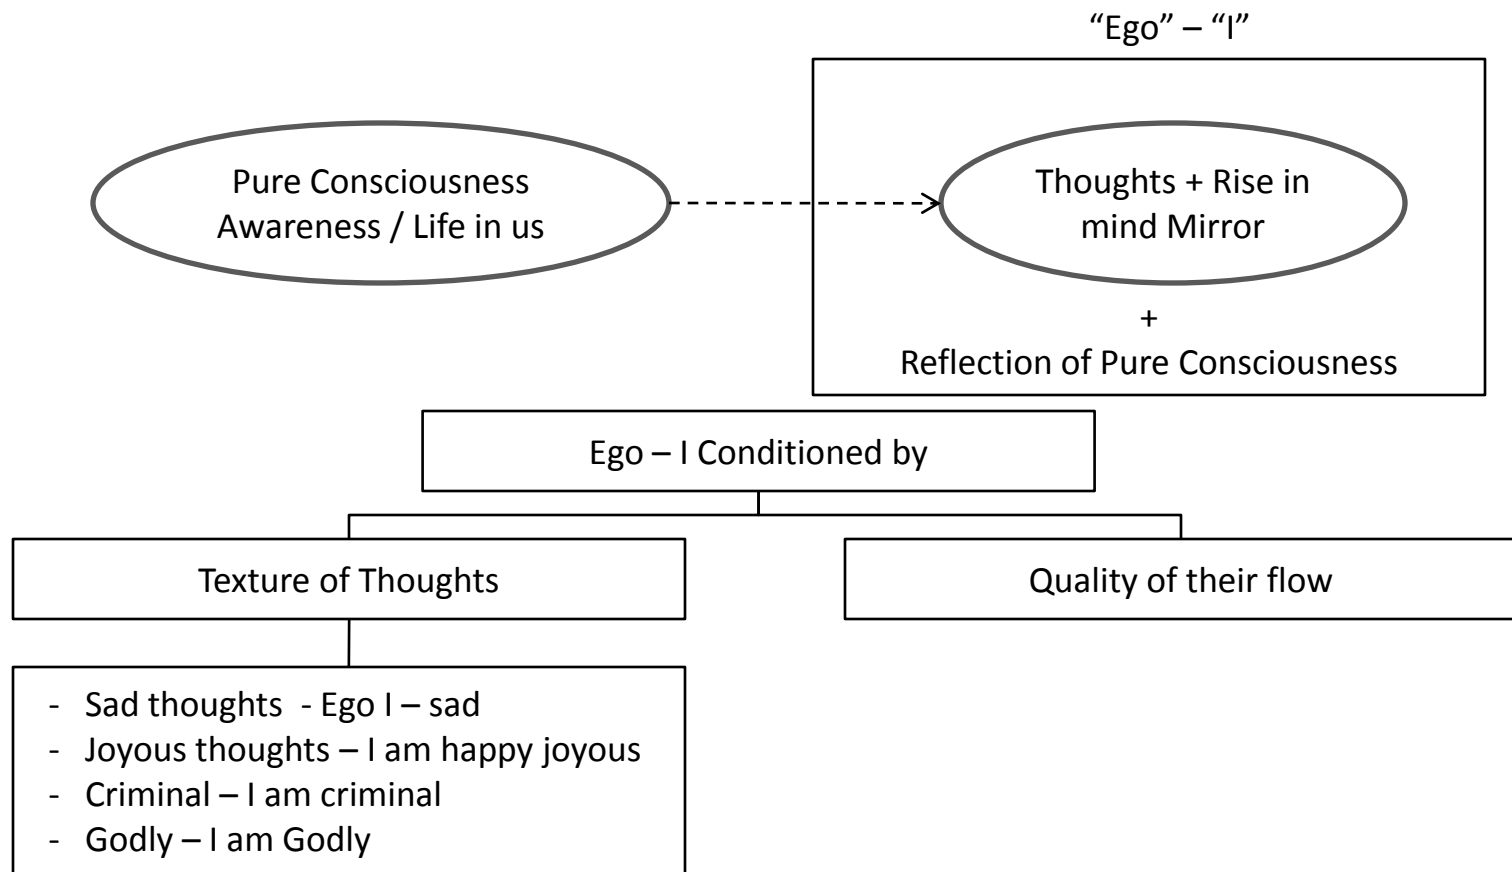 “Ego” – “I”
Pure Consciousness
Awareness / Life in us
Thoughts + Rise in
mind Mirror
+
Reflection of Pure Consciousness
Ego – I Conditioned by
Texture of Thoughts
Quality of their flow
- Sad thoughts - Ego I – sad
- Joyous thoughts – I am happy joyous
- Criminal – I am criminal
- Godly – I am Godly